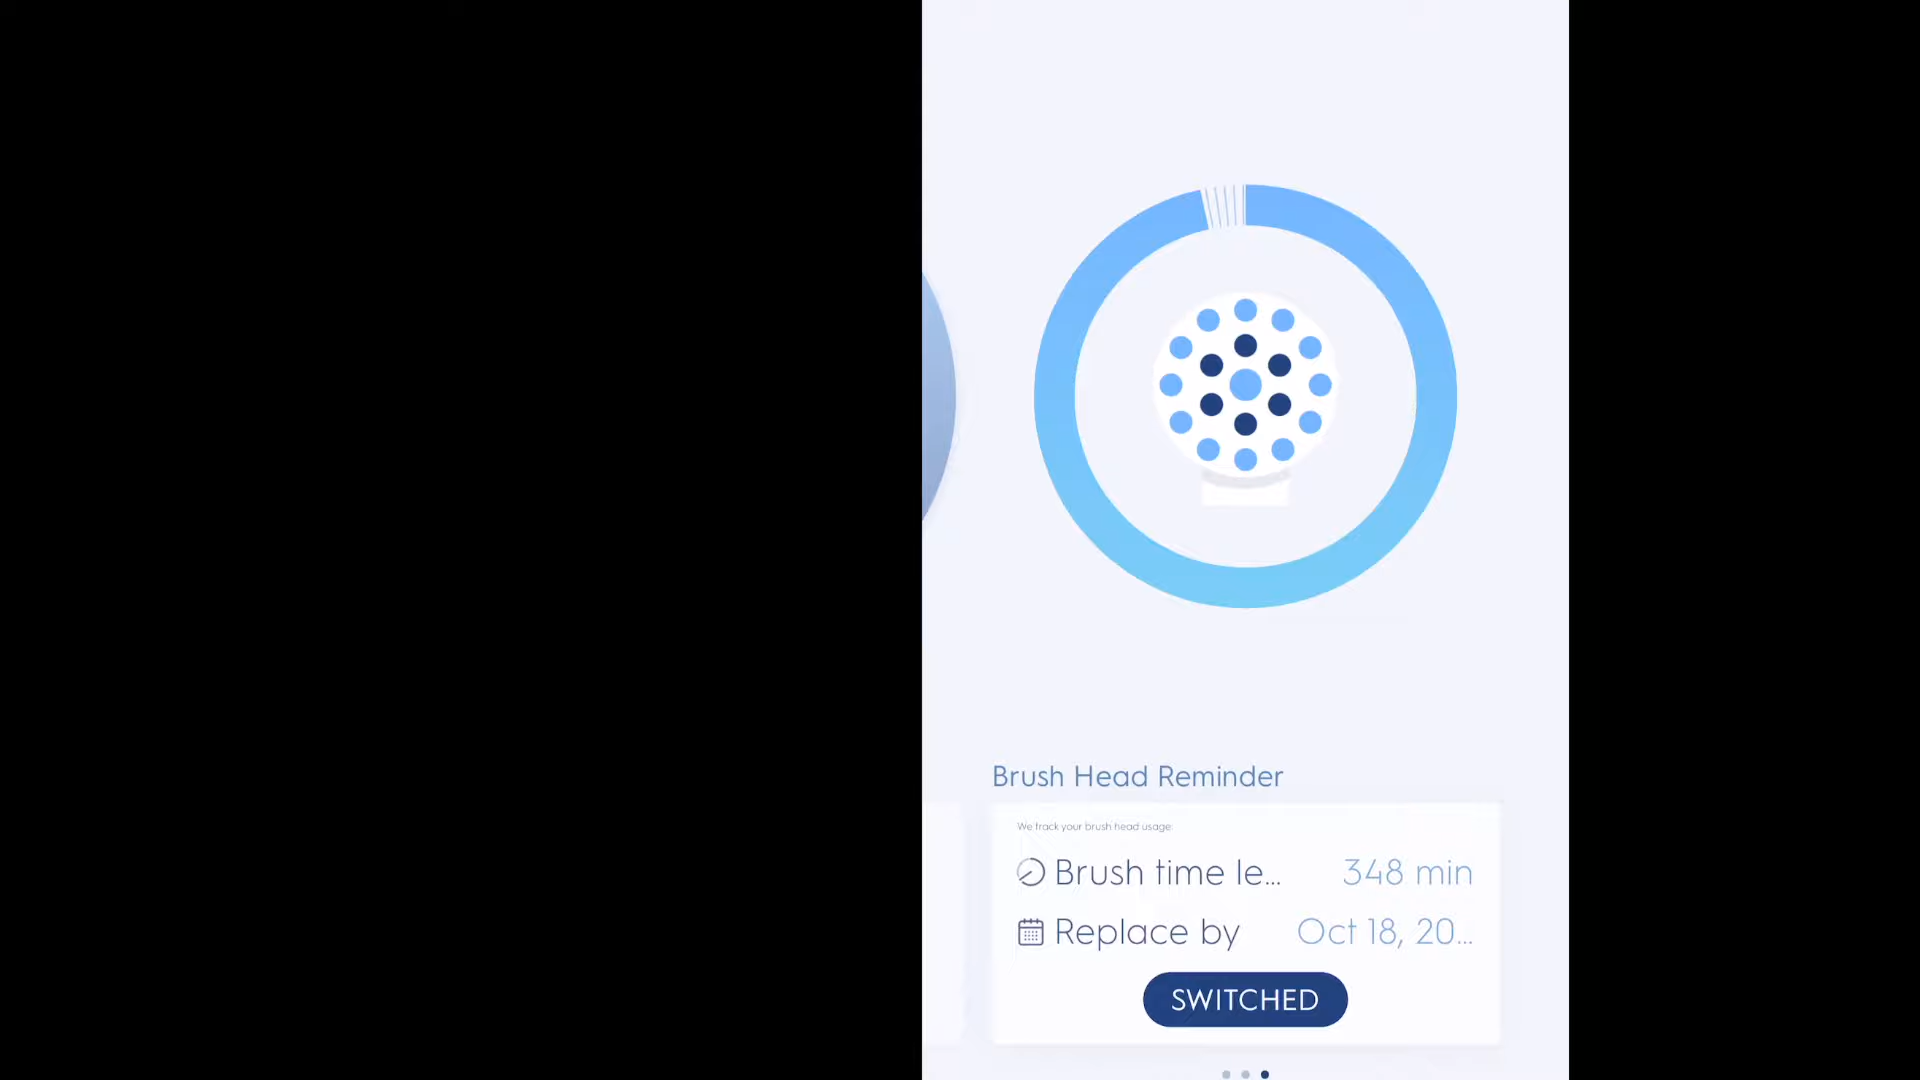 Brush Head Reminder
We track your brush head usage:
Brush time le... 348 min
Replace by Oct 18, 20...
SWITCHED